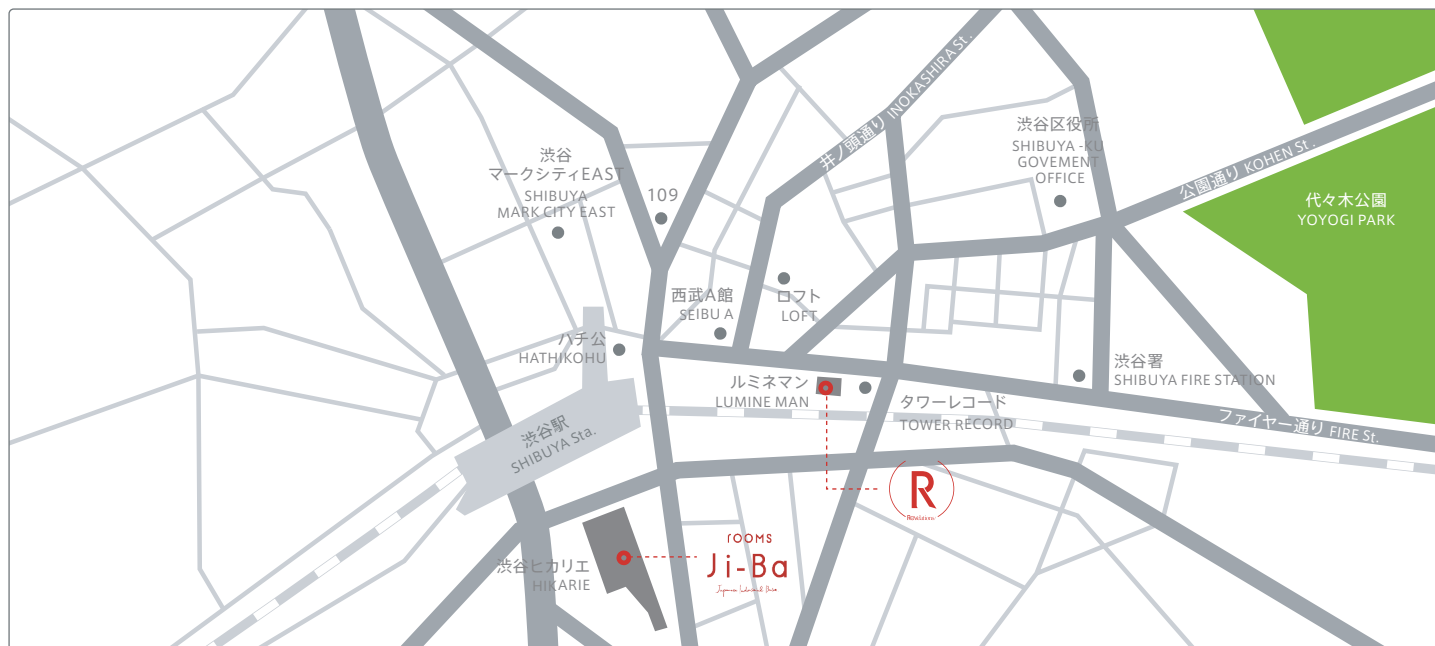 井ノ頭通り INOKASHIRA St .
渋谷区役所
SHIBUYA -KU
GOVEMENT
OFFICE
公園通り KOHEN St .
代々木公園
YOYOGI PARK
渋谷
マークシティEAST
SHIBUYA
MARK CITY EAST
109
西武A館
SEIBU A
ロフト
LOFT
ハチ公
HATHIKOHU
ルミネマン
LUMINE MAN
タワーレコード
TOWER RECORD
渋谷署
SHIBUYA FIRE STATION
ファイヤー通り FIRE St.
渋谷駅
SHIBUYA Sta.
R
渋谷ヒカリエ
HIKARIE
rOOMS
Ji-Ba